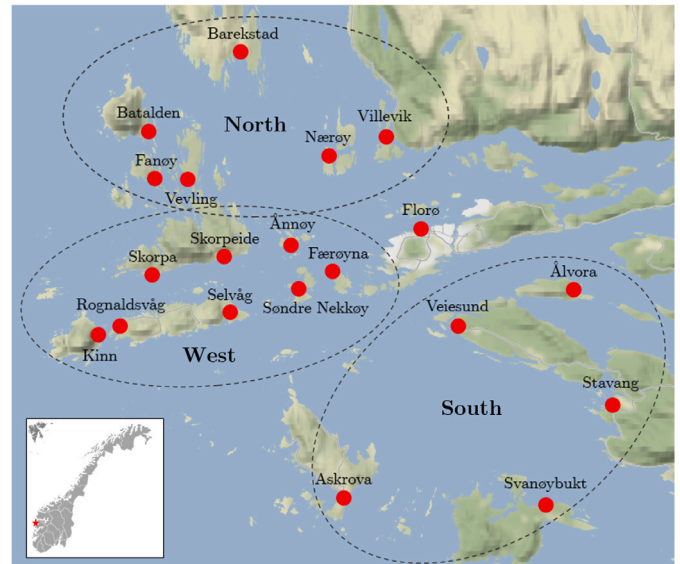 Barekstad
Batalden
North
Villevik
Nærøy
Fanøy
Vevling
Florø
Ånnøy
Skorpeide
Færøyna
Skorpa
Ålvora
Søndre Nekkøy
Selvåg
Rognaldsvåg
Veiesund
Kinn
West
Stavang
South
Askrova
Svanøybukt